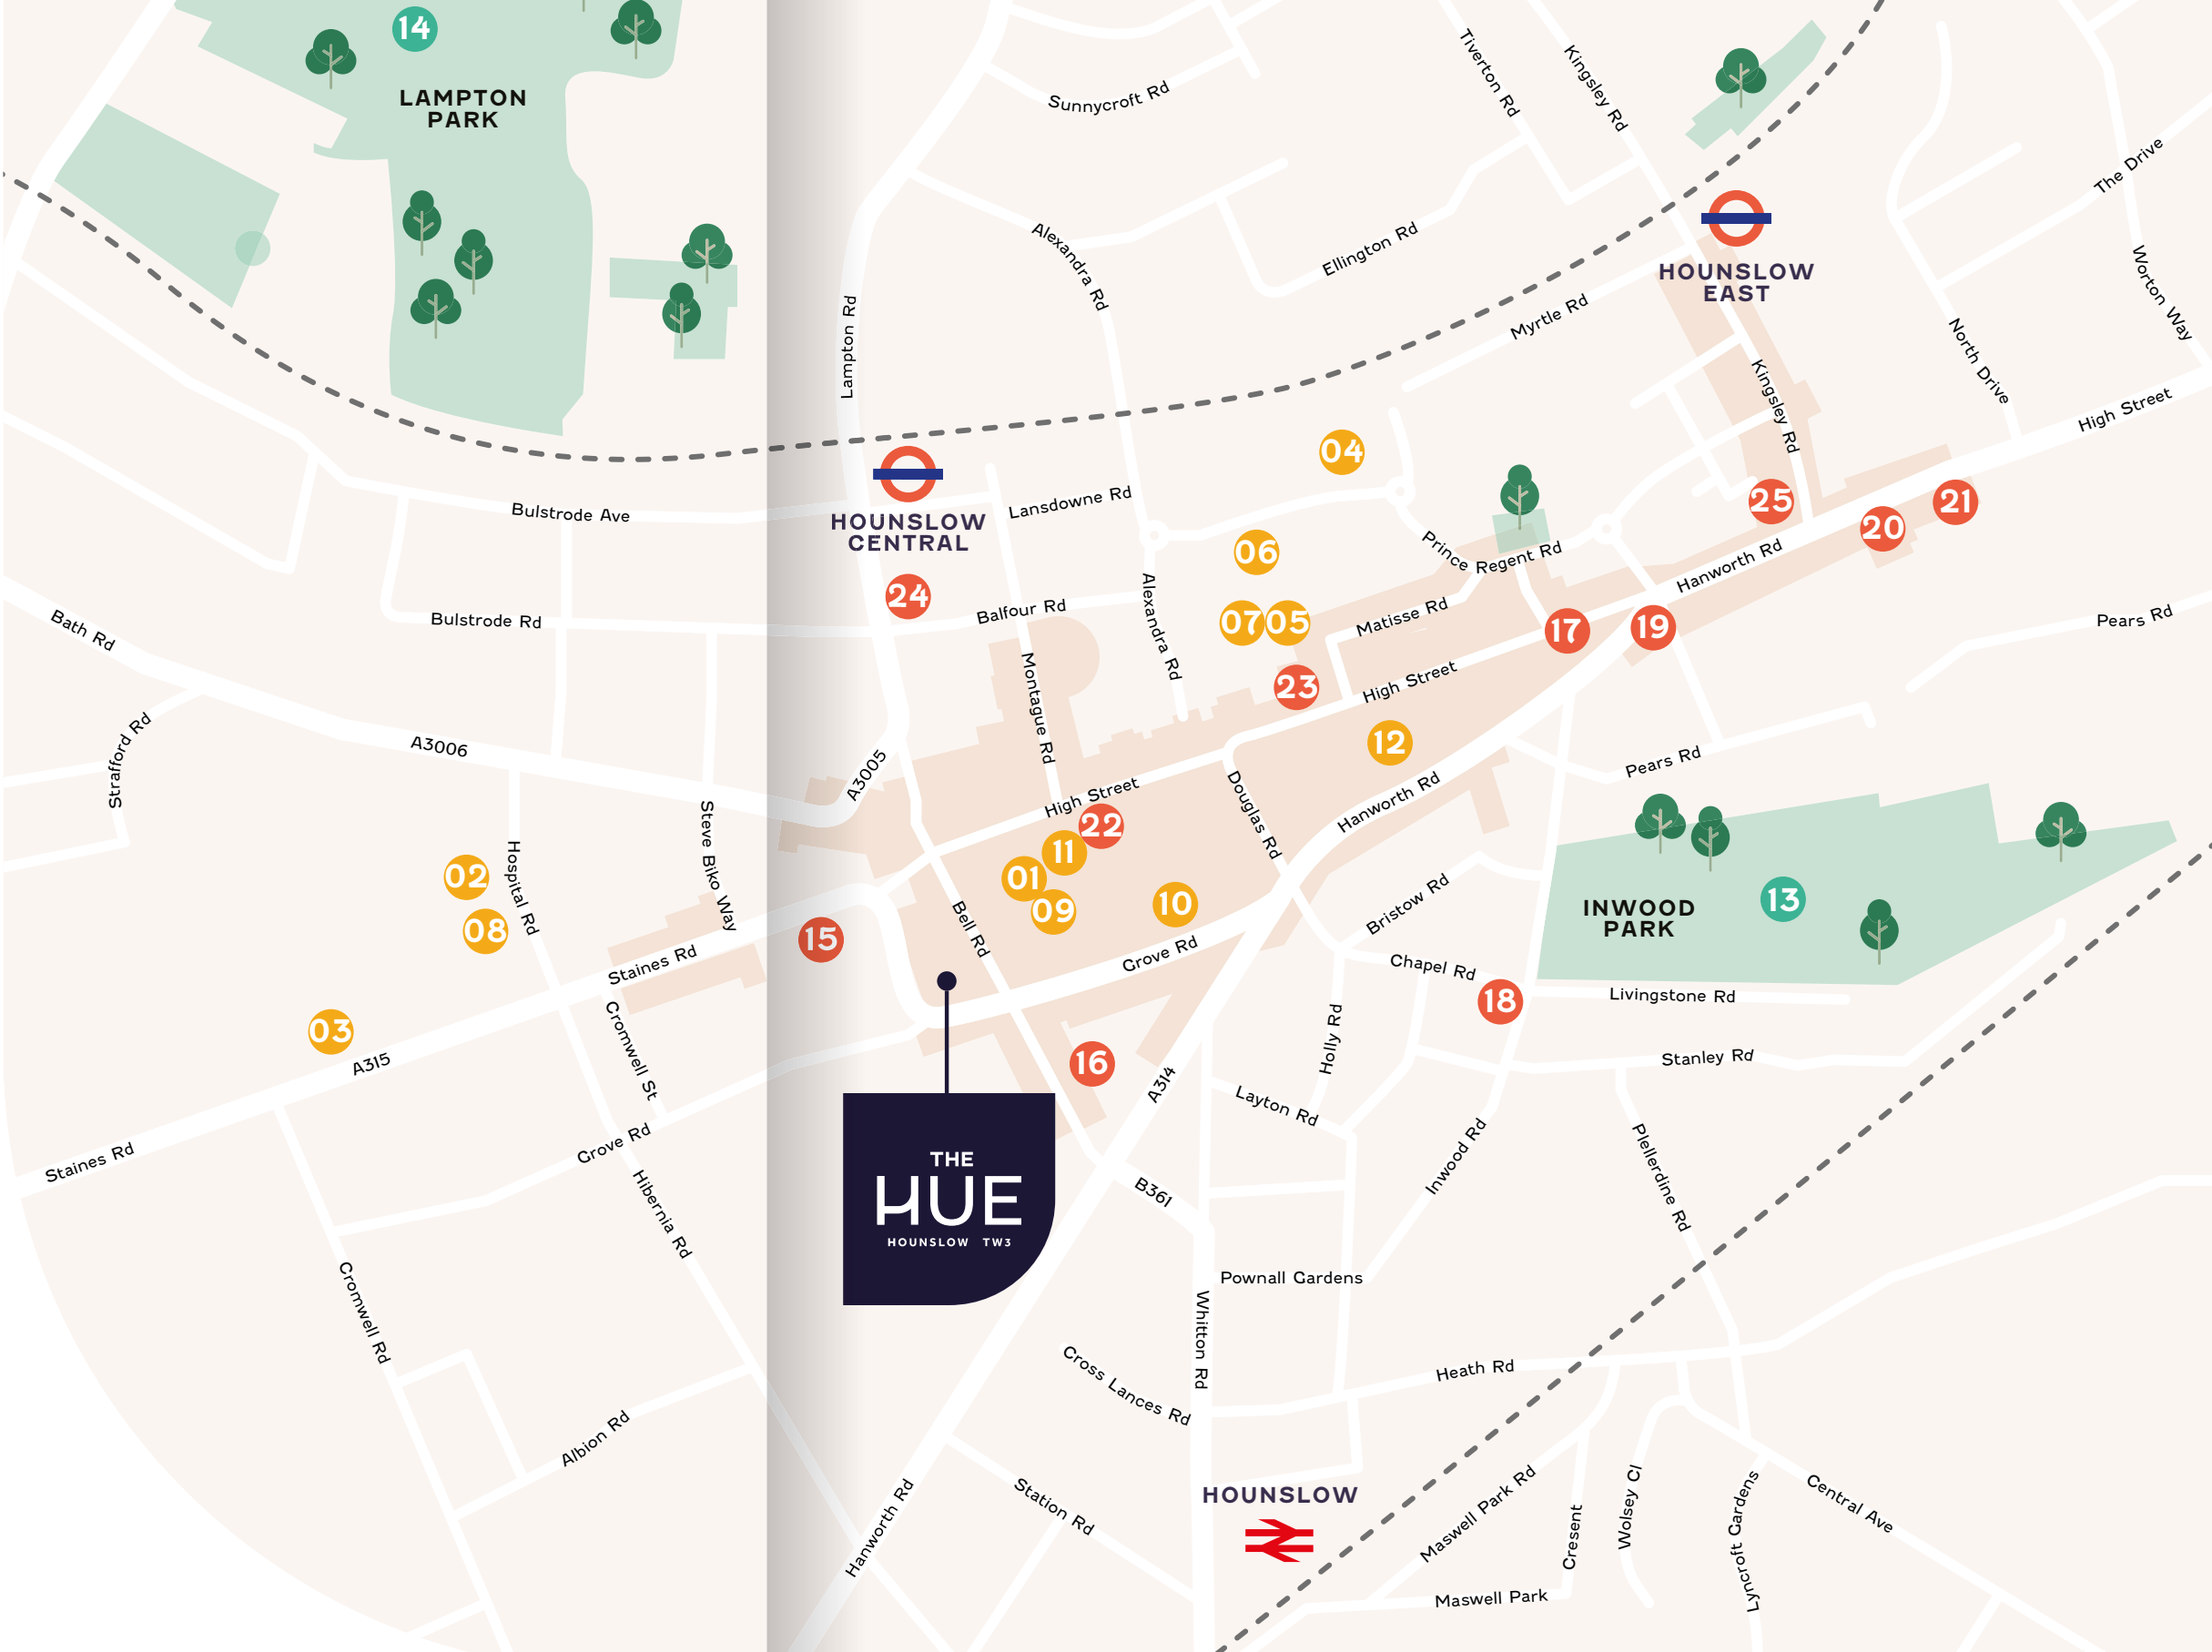 14
LAMPTON
PARK
Sunnycroft Rd
Tiverton Rd
Kingsley Rd
The Drive
Alexandra Rd
Ellington Rd
HOUNSLOW
EAST
Worton Way
Lampton Rd
Myrtle Rd
North Drive
Kingsley Rd
High Street
04
Bulstrode Ave
HOUNSLOW
CENTRAL
Lansdowne Rd
25
21
20
06
Prince Regent Rd
Hanworth Rd
24
Balfour Rd
Alexandra Rd
07
05
Matisse Rd
17
19
Pears Rd
Bath Rd
Bulstrode Rd
Montague Rd
23
High Street
Strafford Rd
A3006
A3005
12
Pears Rd
High Street
22
Douglas Rd
Hanworth Rd
Steve Biko Way
11
01
09
10
02
Hospital Rd
08
Bristow Rd
INWOOD
PARK
13
15
Bell Rd
Grove Rd
Staines Rd
Chapel Rd
18
Livingstone Rd
03
A315
Cromwell St
16
Holly Rd
Stanley Rd
A314
Layton Rd
Staines Rd
Grove Rd
THE
HUE
HOUNSLOW TW3
Inwood Rd
Plellerdine Rd
Hibernia Rd
B361
Pownall Gardens
Cromwell Rd
Whitton Rd
Cross Lances Rd
Heath Rd
Albion Rd
Hanworth Rd
Station Rd
HOUNSLOW
Maswell Park Rd
Cresent
Wolsey Cl
Lyncroft Gardens
Central Ave
Maswell Park